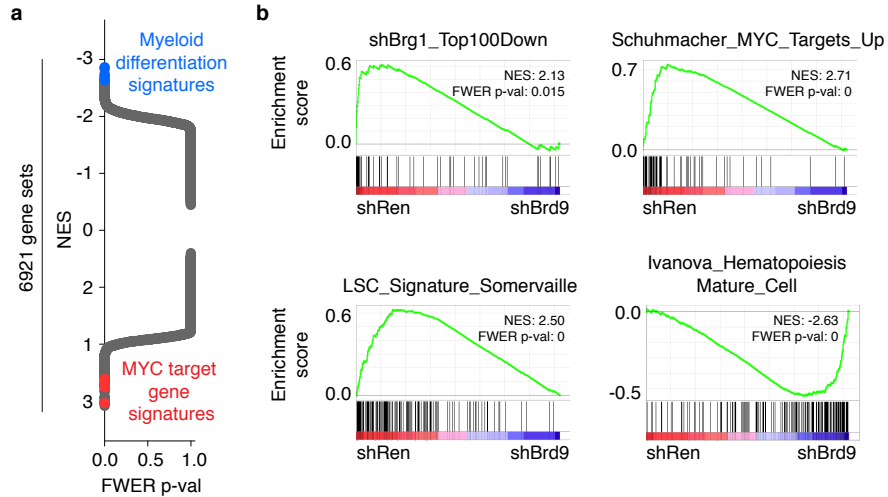 a
6921 gene sets
NES
-3
-2
-1
0
2
1
3
Myeloid
differentiation
signatures
MYC target
gene
signatures
0.0 0.5 1.0
FWER p-val
b
shBrg1_Top100Down
Enrichment
score
0.6
0.0
NES: 2.13
FWER p-val: 0.015
shRen shBrd9
Schuhmacher_MYC_Targets_Up
0.7
0.0
NES: 2.71
FWER p-val: 0
shRen shBrd9
LSC_Signature_Somervaille
Enrichment
score
0.6
0.0
NES: 2.50
FWER p-val: 0
shRen shBrd9
Ivanova_Hematopoiesis
Mature_Cell
0.0
-0.5
NES: -2.63
FWER p-val: 0
shRen shBrd9